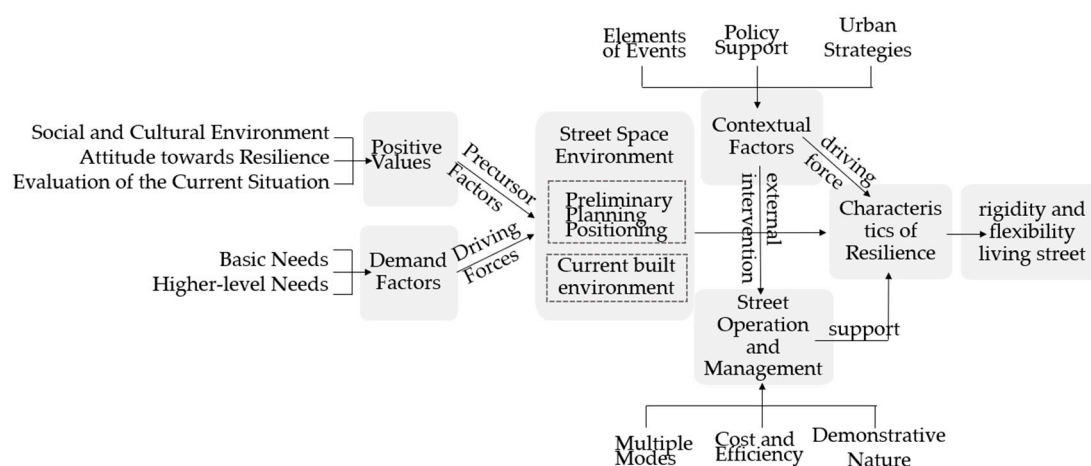 Elements
of Events
Policy
Support
Urban
Strategies
Social and Cultural Environment
Attitude towards Resilience
Evaluation of the Current Situation
Positive
Values
Precursor
Factors
Basic Needs
Higher-level Needs
Demand
Factors
Driving
Forces
Street Space
Environment
Preliminary
Planning
Positioning
Current built
environment
Contextual
Factors
driving
force
external
intervention
Characteris
tics of
Resilience
rigidity and
flexibility
living street
Street
Operation
and
Management
support
Multiple
Modes
Cost and
Efficiency
Demonstrative
Nature